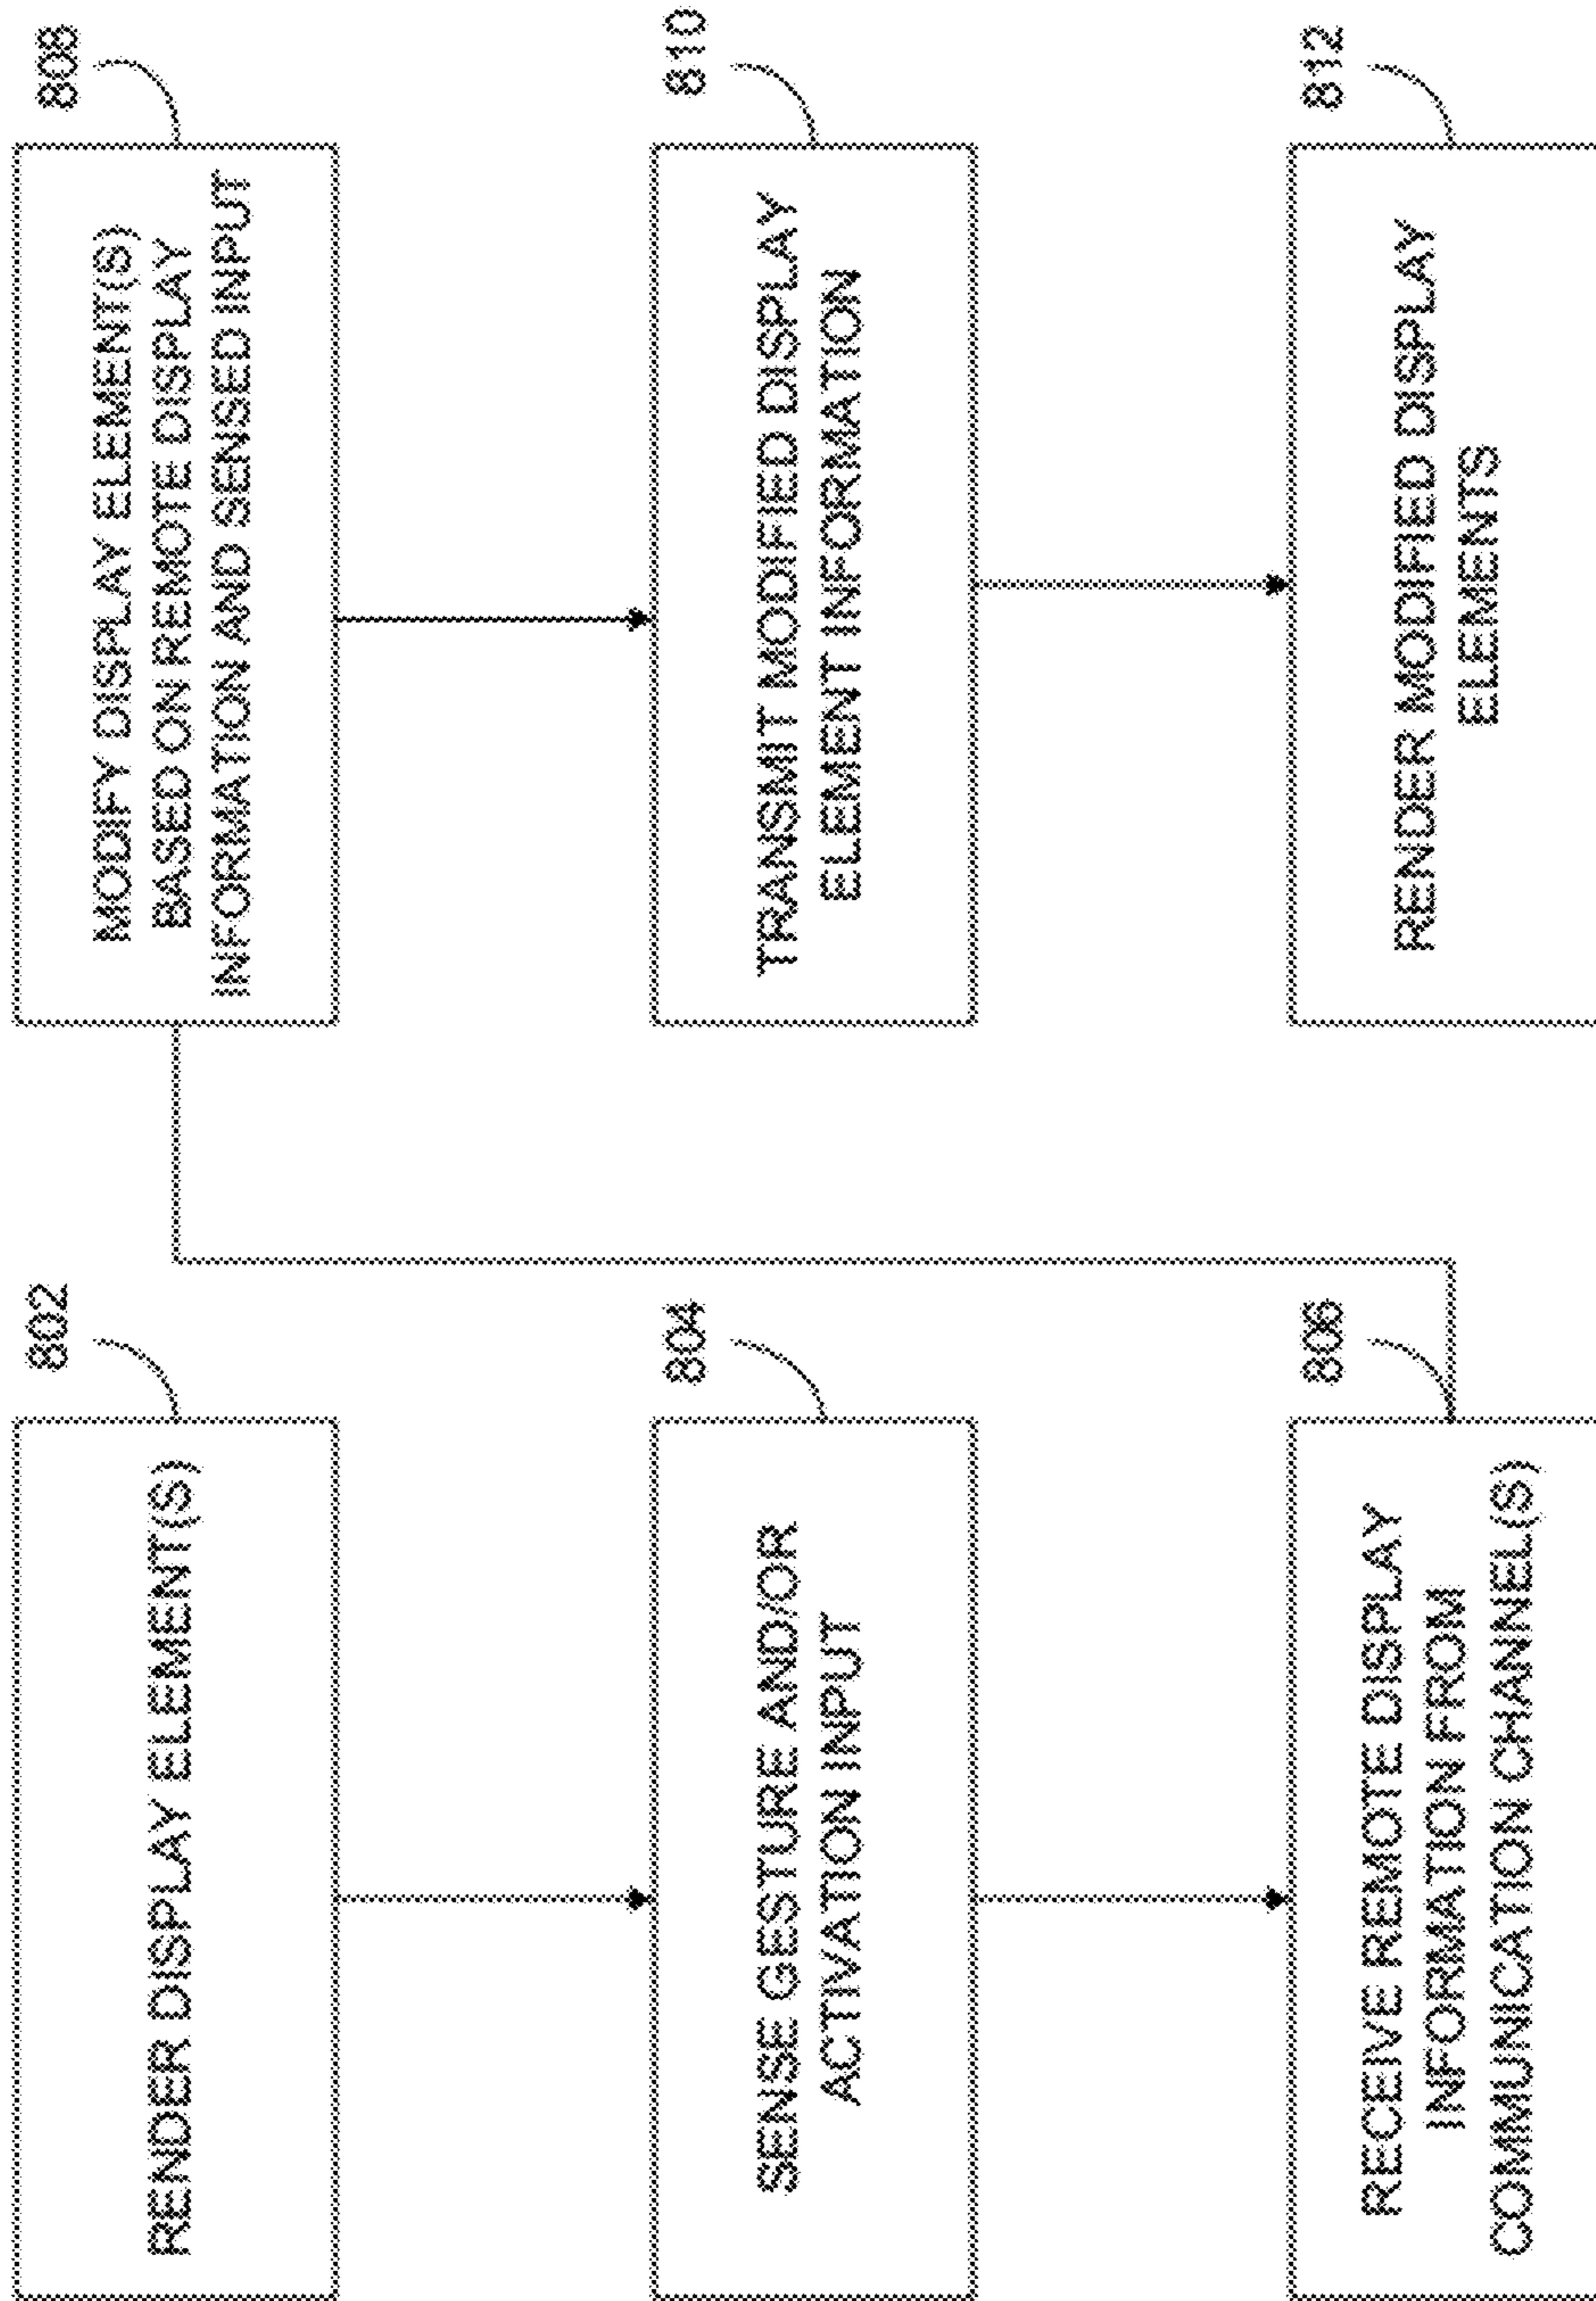 802
RENDER DISPLAY ELEMENT(S)
804
SENSE GESTURE AND/OR
ACTIVATION INPUT
806
RECEIVE REMOTE DISPLAY
INFORMATION FROM
COMMUNICATION CHANNEL(S)
808
MODIFY DISPLAY ELEMENT(S)
BASED ON REMOTE DISPLAY
INFORMATION AND SENSED INPUT
810
TRANSMIT MODIFIED DISPLAY
ELEMENT INFORMATION
812
RENDER MODIFIED DISPLAY
ELEMENTS